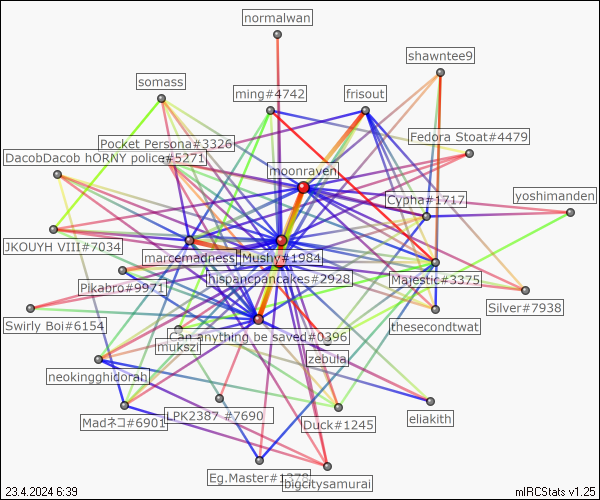 normalwan
shawntee9
somass
ming#4742
frisout
Fedora Stoat#4479
Pocket Persona#3326
DacobDacob hORNY police#5271
moonraven
Cypha#1717
yoshimanden
JKOUYH VIII#7034
marcemadness
Mushy#1984
hispancpancakes#2928
Majestic#3375
Pikabro#9971
Silver#7938
Swirly Boi#6154
thesecondtwat
Can anything be saved#0396
mukszi
zebulaj
neokingghidorah
Madネコ#6901
LPK2387 #7690
Duck#1245
eliakith
Eg.Master#1378
bigcitysamurai
23.4.2024 6:39
mIRCStats v1.25